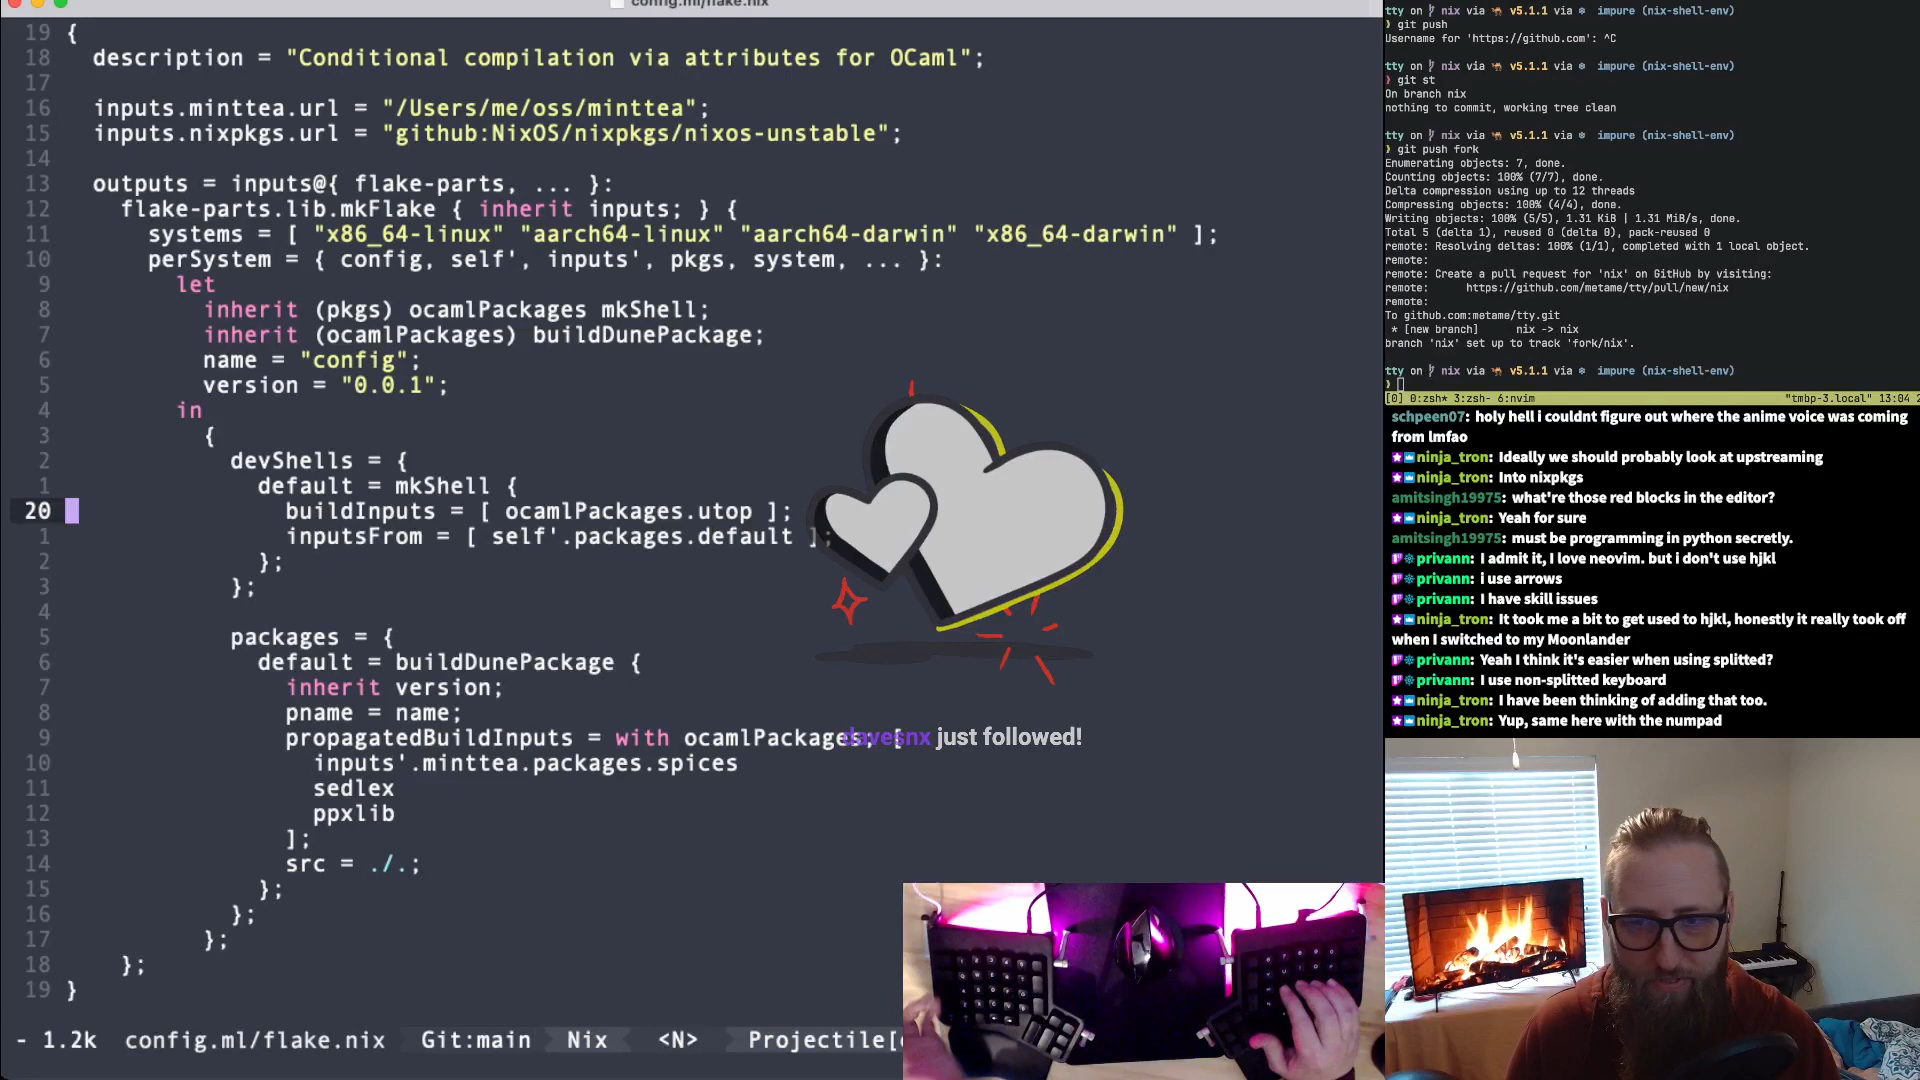 config.ml/flake.nix
19 {
18 description = "Conditional compilation via attributes for OCaml";
17
16 inputs.minttea.url = "/Users/me/oss/minttea";
15 inputs.nixpkgs.url = "github:NixOS/nixpkgs/nixos-unstable";
14
13 outputs = inputs@{ flake-parts, ... }:
12 flake-parts.lib.mkFlake { inherit inputs; } {
11 systems = [ "x86_64-linux" "aarch64-linux" "aarch64-darwin" "x86_64-darwin" ];
10 perSystem = { config, self', inputs', pkgs, system, ... }:
9 let
8 inherit (pkgs) ocamlPackages mkShell;
7 inherit (ocamlPackages) buildDunePackage;
6 name = "config";
5 version = "0.0.1";
4 in
3 {
2 devShells = {
1 default = mkShell {
20 buildInputs = [ ocamlPackages.utop ];
1 inputsFrom = [ self'.packages.default ];
2 };
3 };
4
5 packages = {
6 default = buildDunePackage {
7 inherit version;
8 pname = name;
9 propagatedBuildInputs = with ocamlPackages; [
10 inputs'.minttea.packages.spices
11 sedlex
12 ppxlib
13 ];
14 src = ./.;
15 };
16 };
17 };
18 };
19 }
- 1.2k config.ml/flake.nix Git:main Nix <N> Projectile[
davesnx just followed!
tty on nix via v5.1.1 via impure (nix-shell-env)
❯ git push
Username for 'https://github.com': ^C
tty on nix via v5.1.1 via impure (nix-shell-env)
❯ git st
On branch nix
nothing to commit, working tree clean
tty on nix via v5.1.1 via impure (nix-shell-env)
❯ git push fork
Enumerating objects: 7, done.
Counting objects: 100% (7/7), done.
Delta compression using up to 12 threads
Compressing objects: 100% (4/4), done.
Writing objects: 100% (5/5), 1.31 KiB | 1.31 MiB/s, done.
Total 5 (delta 1), reused 0 (delta 0), pack-reused 0
remote: Resolving deltas: 100% (1/1), completed with 1 local object.
remote:
remote: Create a pull request for 'nix' on GitHub by visiting:
remote: https://github.com/metame/tty/pull/new/nix
remote:
To github.com:metame/tty.git
* [new branch] nix -> nix
branch 'nix' set up to track 'fork/nix'.
tty on nix via v5.1.1 via impure (nix-shell-env)
❯
[0] 0:zsh* 3:zsh- 6:nvim "tmbp-3.local" 13:04 2
schpeen07: holy hell i couldnt figure out where the anime voice was coming
from lmfao
ninja_tron: Ideally we should probably look at upstreaming
ninja_tron: Into nixpkgs
amitsingh19975: what're those red blocks in the editor?
ninja_tron: Yeah for sure
amitsingh19975: must be programming in python secretly.
privann: I admit it, I love neovim. but i don't use hjkl
privann: i use arrows
privann: I have skill issues
ninja_tron: It took me a bit to get used to hjkl, honestly it really took off
when I switched to my Moonlander
privann: Yeah I think it's easier when using splitted?
privann: I use non-splitted keyboard
ninja_tron: I have been thinking of adding that too.
ninja_tron: Yup, same here with the numpad